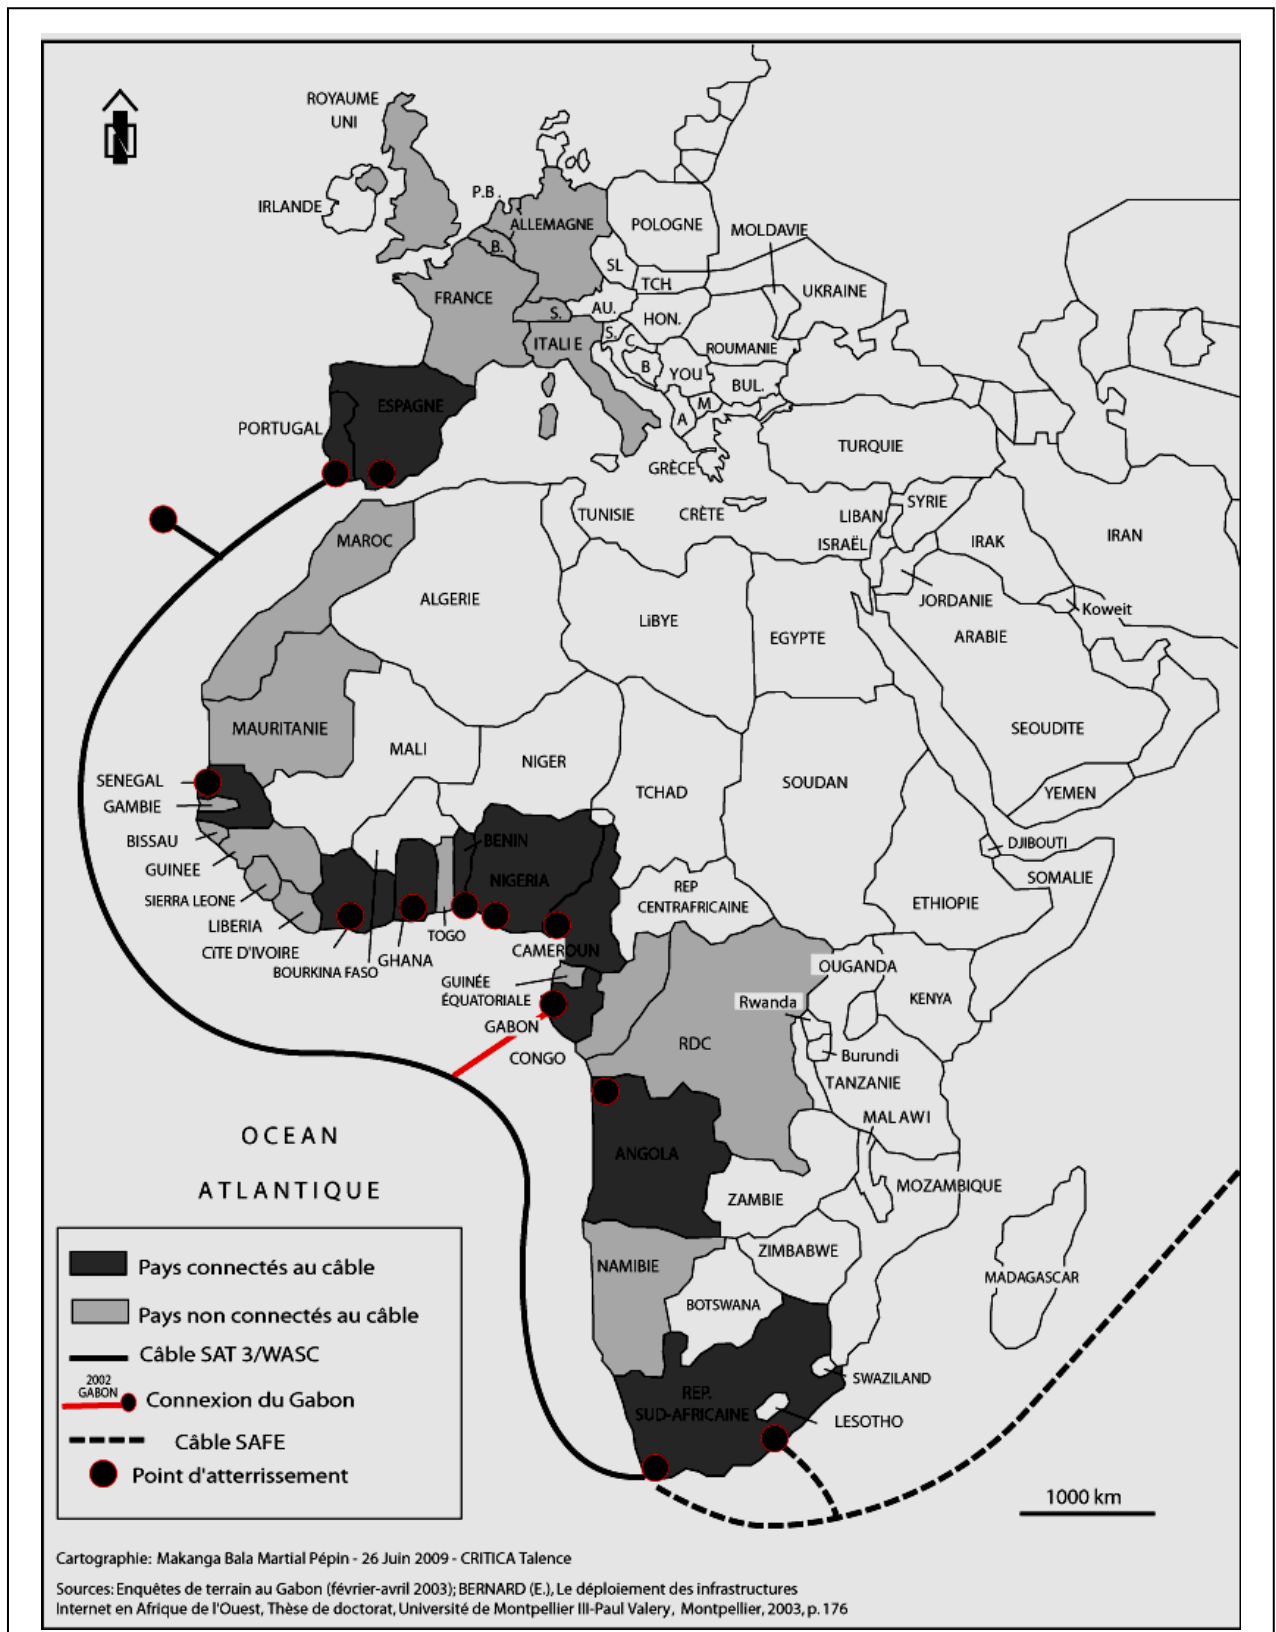 N
ROYAUME
UNI
IRLANDE
P.B.
ALLEMAGNE
POLOGNE
MOLDAVIE
B.
SL
TCH
UKRAINE
FRANCE
S.
AU.
HON.
ITALIE
S.
C
ROUMANIE
B
YOU
BUL.
ESPAGNE
M
A
PORTUGAL
TURQUIE
GRÈCE
TUNISIE
CRÈTE
LIBAN
SYRIE
ISRAËL
IRAK
IRAN
MAROC
JORDANIE
Koweit
ALGERIE
LiBYE
EGYPTE
ARABIE
SEOUDITE
MAURITANIE
MALI
NIGER
TCHAD
SOUDAN
YEMEN
SENEGAL
GAMBIE
BISSAU
GUINEE
SIERRA LEONE
LIBERIA
CiTE D'IVOIRE
BOURKINA FASO
GHANA
TOGO
BENIN
NIGERIA
CAMEROUN
REP
CENTRAFRICAINE
DJIBOUTI
SOMALIE
ETHIOPIE
GUINÉE
ÉQUATORIALE
GABON
CONGO
OUGANDA
KENYA
Rwanda
RDC
Burundi
TANZANIE
MALAWI
OCEAN
ATLANTIQUE
ANGOLA
ZAMBIE
MOZAMBIQUE
NAMIBIE
ZIMBABWE
BOTSWANA
MADAGASCAR
SWAZILAND
REP.
SUD-AFRICAINE
LESOTHO
Pays connectés au câble
Pays non connectés au câble
Câble SAT 3/WASC
2002
GABON
Connexion du Gabon
Câble SAFE
Point d'atterrissement
1000 km
Cartographie: Makanga Bala Martial Pépin - 26 Juin 2009 - CRITICA Talence
Sources: Enquêtes de terrain au Gabon (février-avril 2003); BERNARD (E.), Le déploiement des infrastructures
Internet en Afrique de l'Ouest, Thèse de doctorat, Université de Montpellier III-Paul Valery, Montpellier, 2003, p. 176